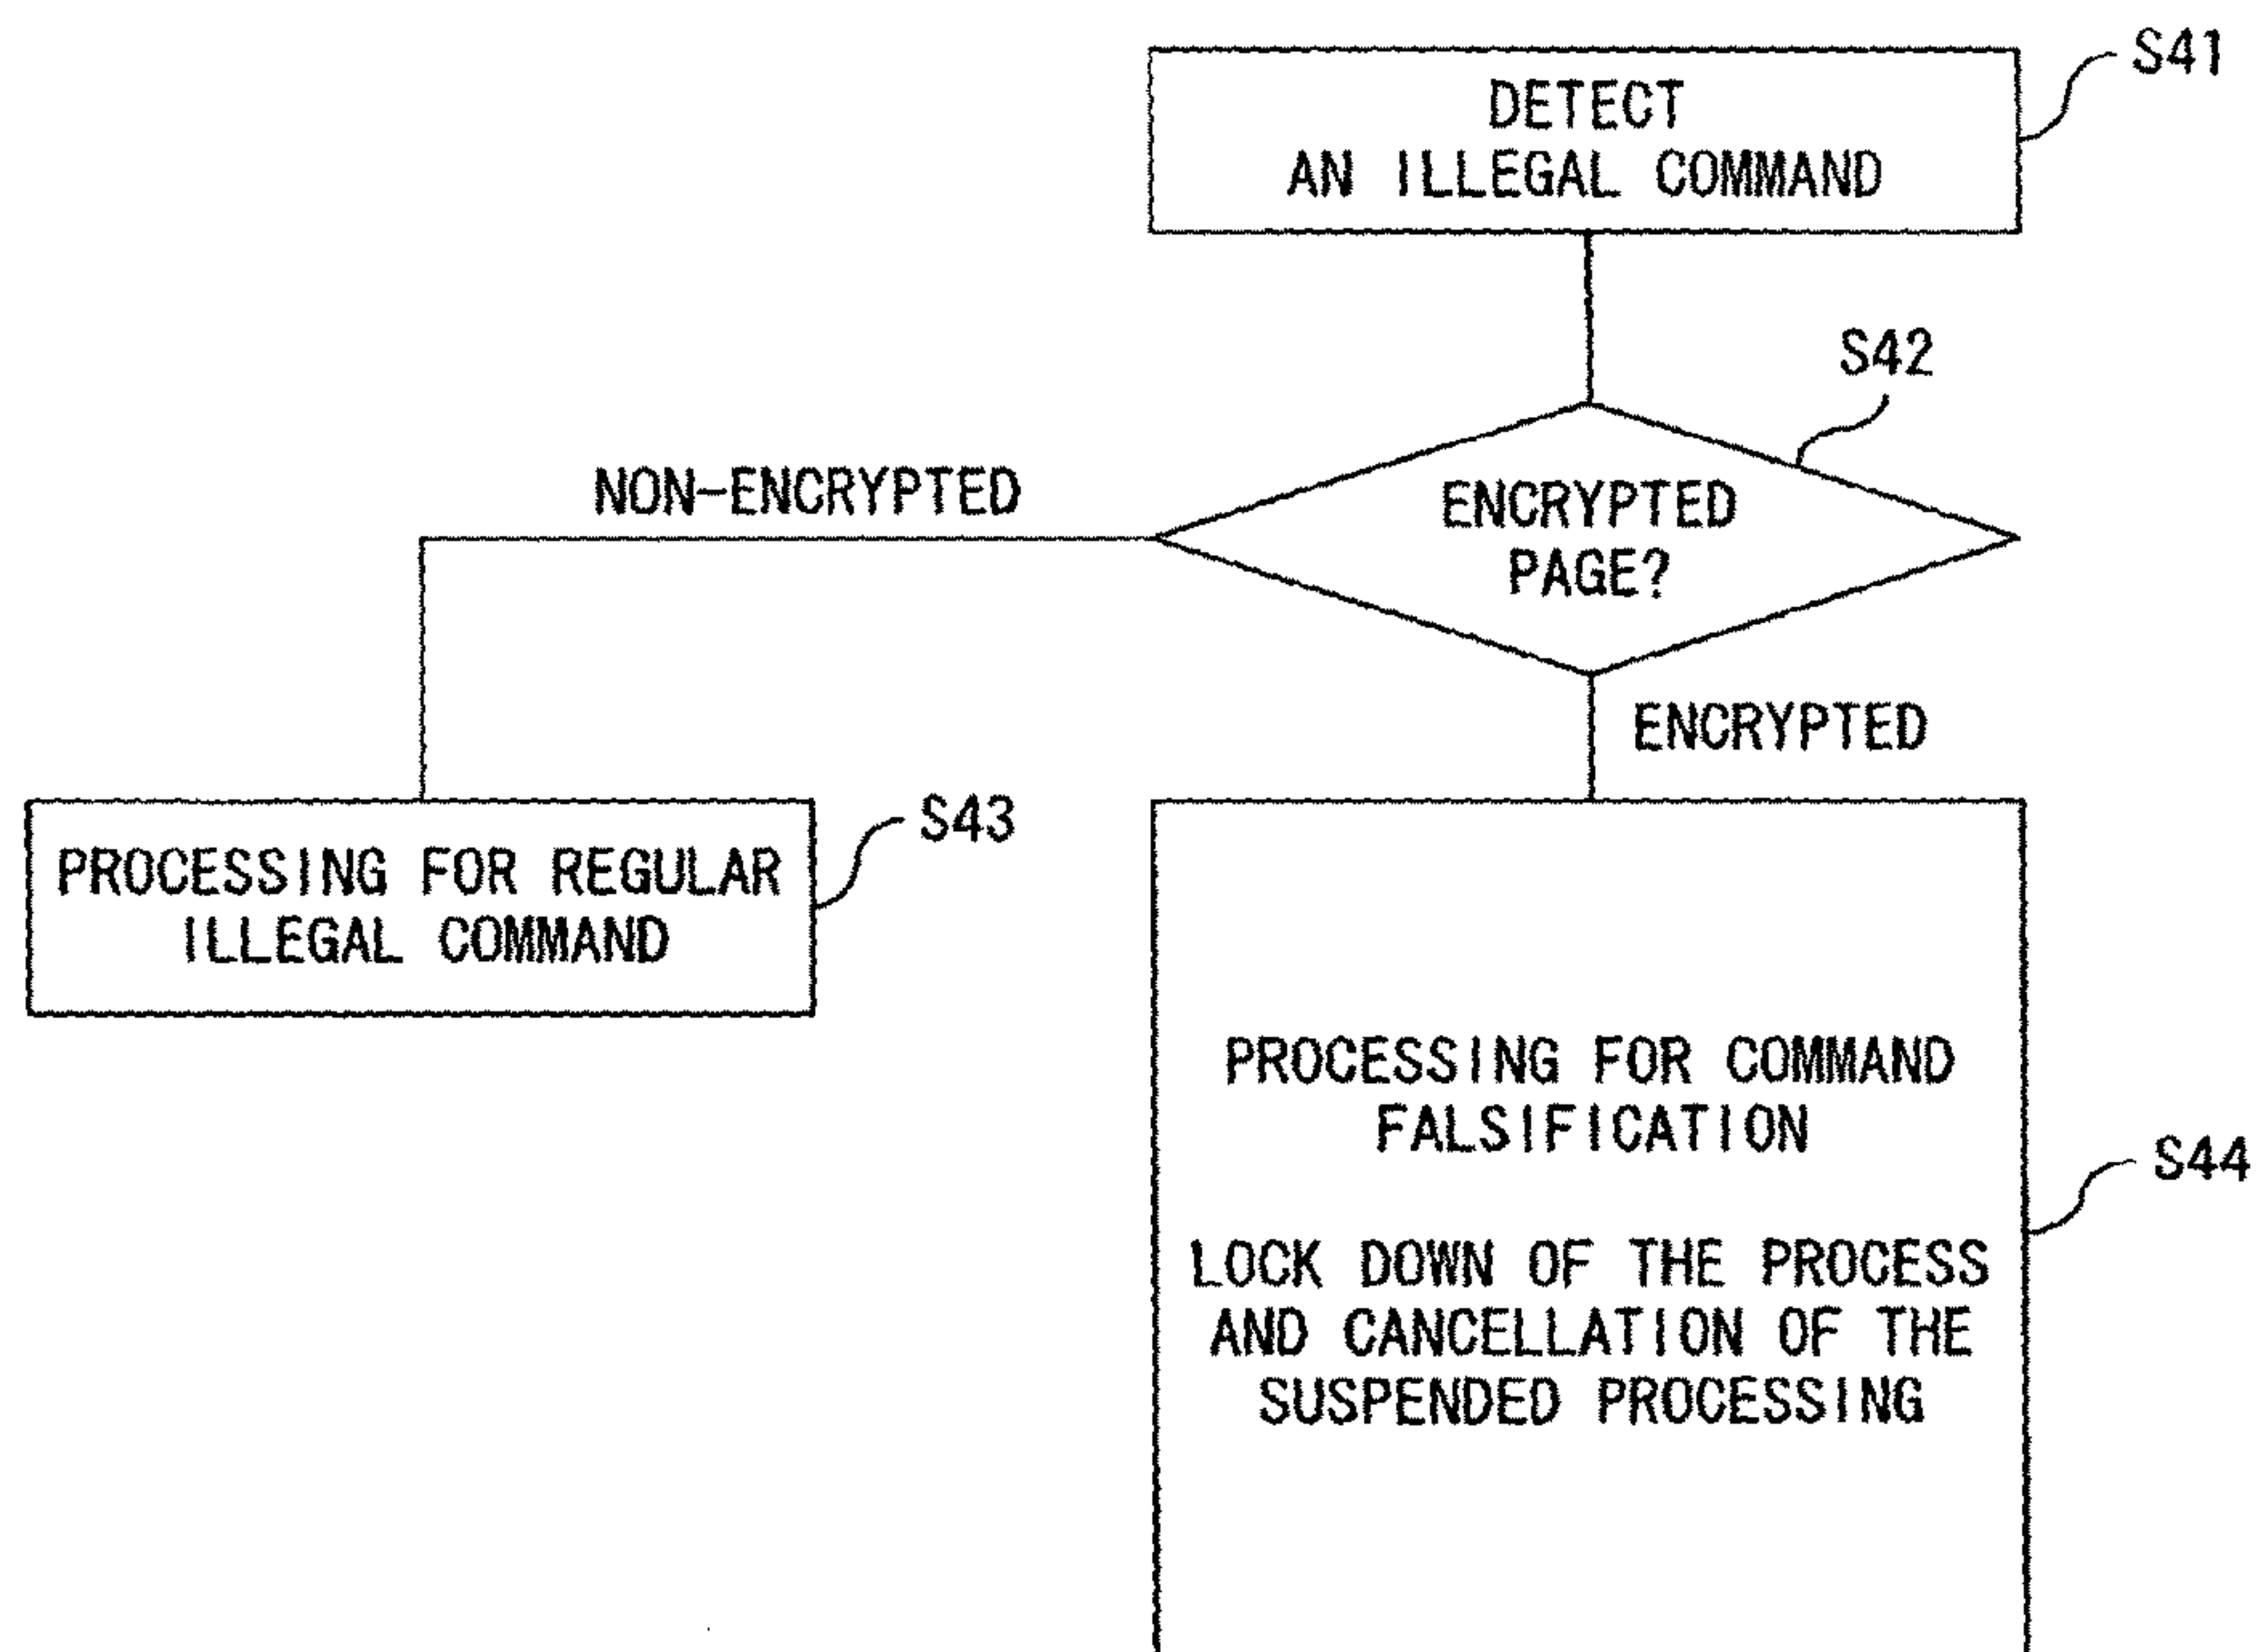 S41
DETECT
AN ILLEGAL COMMAND
S42
NON-ENCRYPTED
ENCRYPTED
PAGE?
ENCRYPTED
S43
PROCESSING FOR REGULAR
ILLEGAL COMMAND
PROCESSING FOR COMMAND
FALSIFICATION
S44
LOCK DOWN OF THE PROCESS
AND CANCELLATION OF THE
SUSPENDED PROCESSING